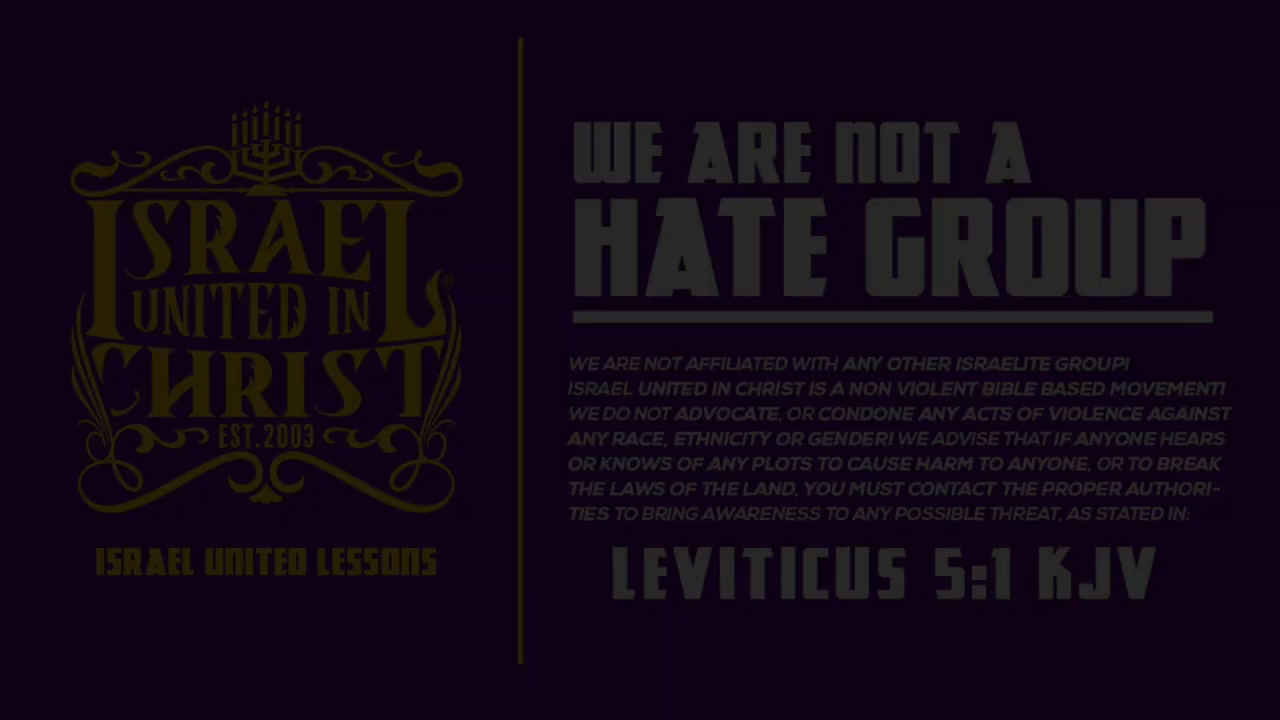 ISRAEL
UNITED IN
CHRIST
EST.2003
ISRAEL UNITED LESSONS
WE ARE NOT A
HATE GROUP
WE ARE NOT AFFILIATED WITH ANY OTHER ISRAELITE GROUP!
ISRAEL UNITED IN CHRIST IS A NON VIOLENT BIBLE BASED MOVEMENT!
WE DO NOT ADVOCATE, OR CONDONE ANY ACTS OF VIOLENCE AGAINST
ANY RACE, ETHNICITY OR GENDER! WE ADVISE THAT IF ANYONE HEARS
OR KNOWS OF ANY PLOTS TO CAUSE HARM TO ANYONE, OR TO BREAK
THE LAWS OF THE LAND, YOU MUST CONTACT THE PROPER AUTHORI-
TIES TO BRING AWARENESS TO ANY POSSIBLE THREAT, AS STATED IN:
LEVITICUS 5:1 KJV